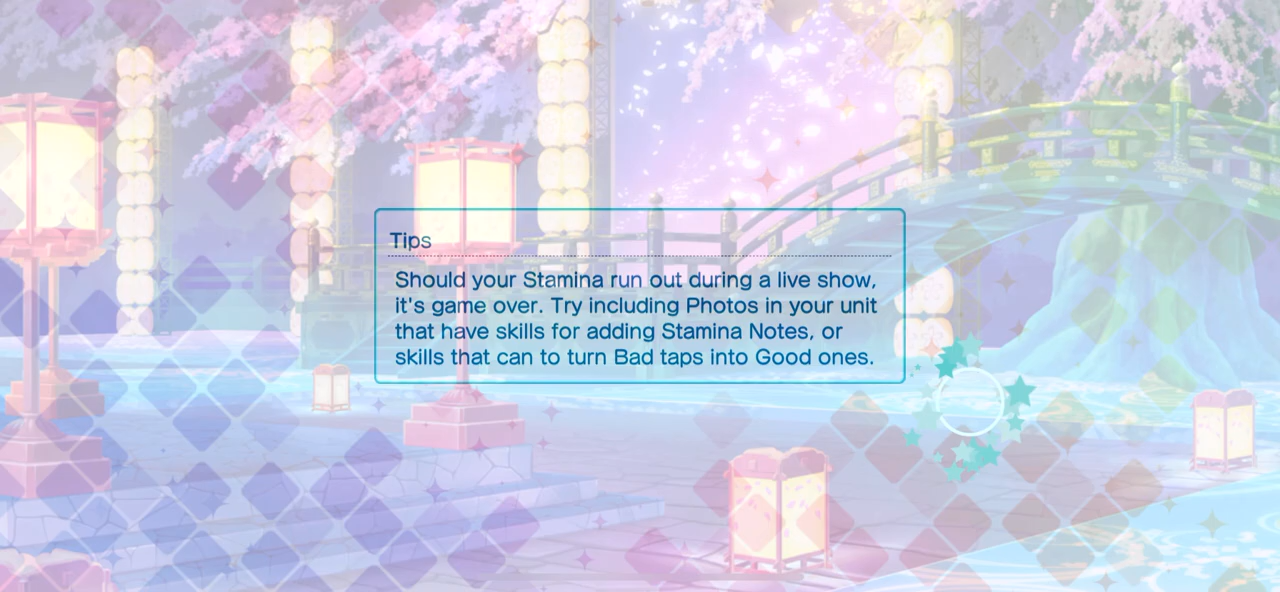 Tips
Should your Stamina run out during a live show,
it's game over. Try including Photos in your unit
that have skills for adding Stamina Notes, or
skills that can to turn Bad taps into Good ones.